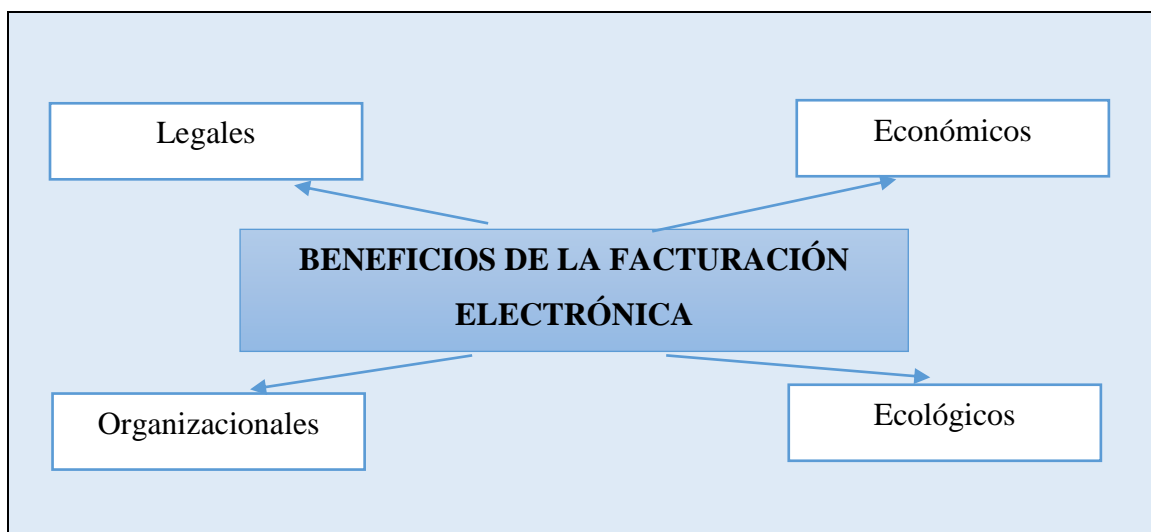 Legales
Económicos
BENEFICIOS DE LA FACTURACIÓN
ELECTRÓNICA
Organizacionales
Ecológicos